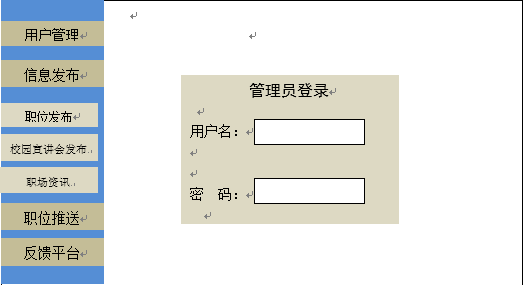 用户管理
信息发布
职位发布
校园宣讲会发布
职场资讯
职位推送
反馈平台
管理员登录
用户名：
密　码：